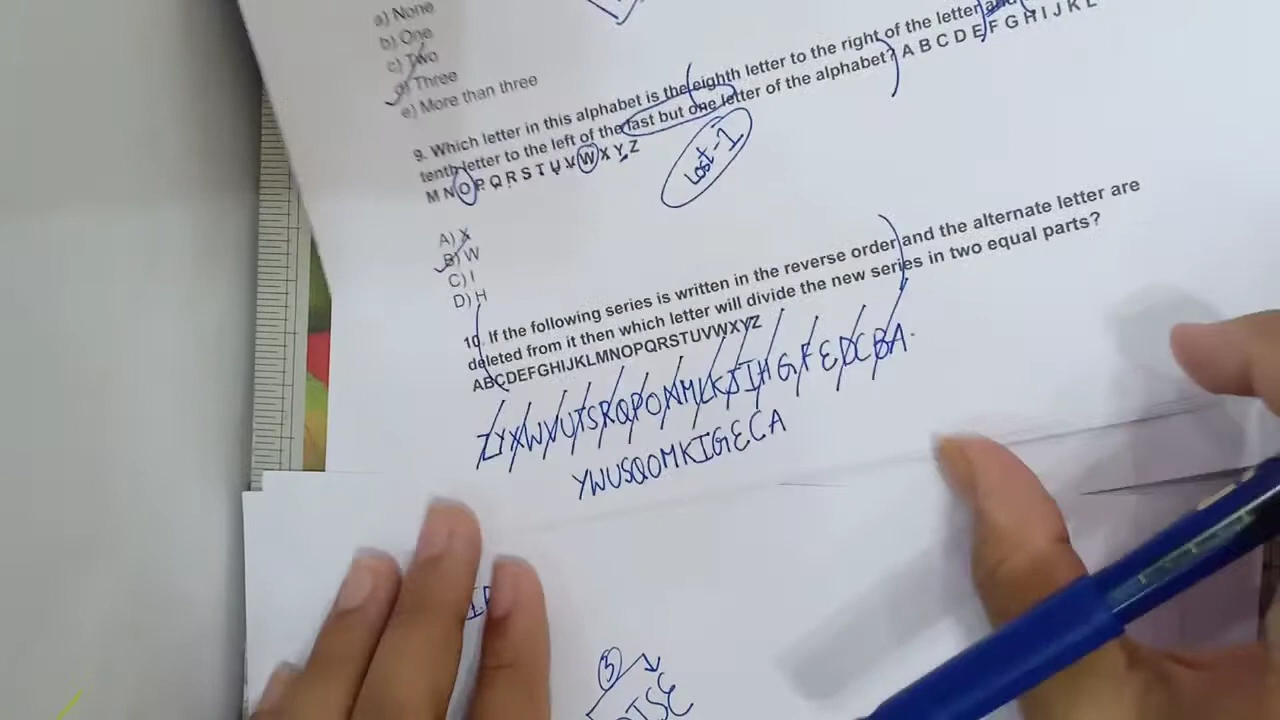 a) None
b) One
c) Two
d) Three
e) More than three
9. Which letter in this alphabet is the eighth letter to the right of the letter and
tenth letter to the left of the last but one letter of the alphabet? A B C D E F G H I J K L
M N O P Q R S T U V W X Y Z
Last-1
A) X
B) W
C) I
D) H
10. If the following series is written in the reverse order and the alternate letter are
deleted from it then which letter will divide the new series in two equal parts?
ABCDEFGHIJKLMNOPQRSTUVWXYZ
ZYXWVUTSRQPONMLKJIHGFEDCBA.
YWUSQOMKIGECA
3